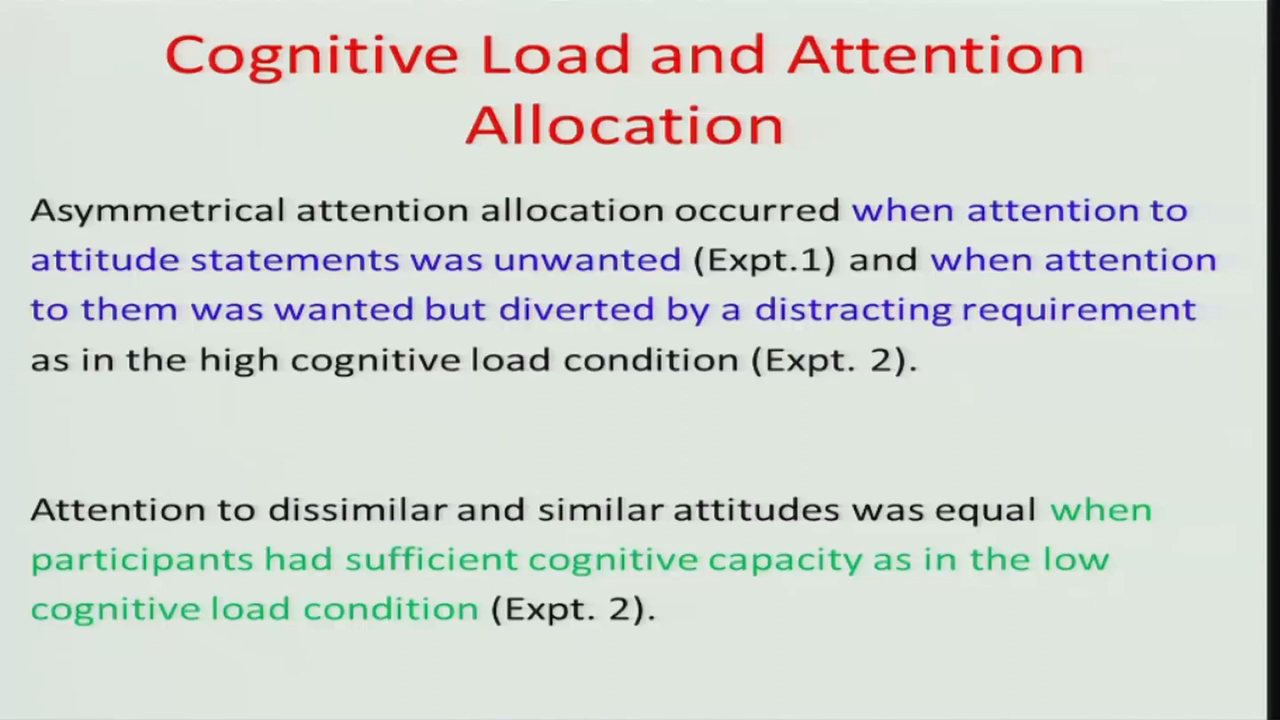 Cognitive Load and Attention
Allocation
Asymmetrical attention allocation occurred when attention to
attitude statements was unwanted (Expt.1) and when attention
to them was wanted but diverted by a distracting requirement
as in the high cognitive load condition (Expt. 2).
Attention to dissimilar and similar attitudes was equal when
participants had sufficient cognitive capacity as in the low
cognitive load condition (Expt. 2).